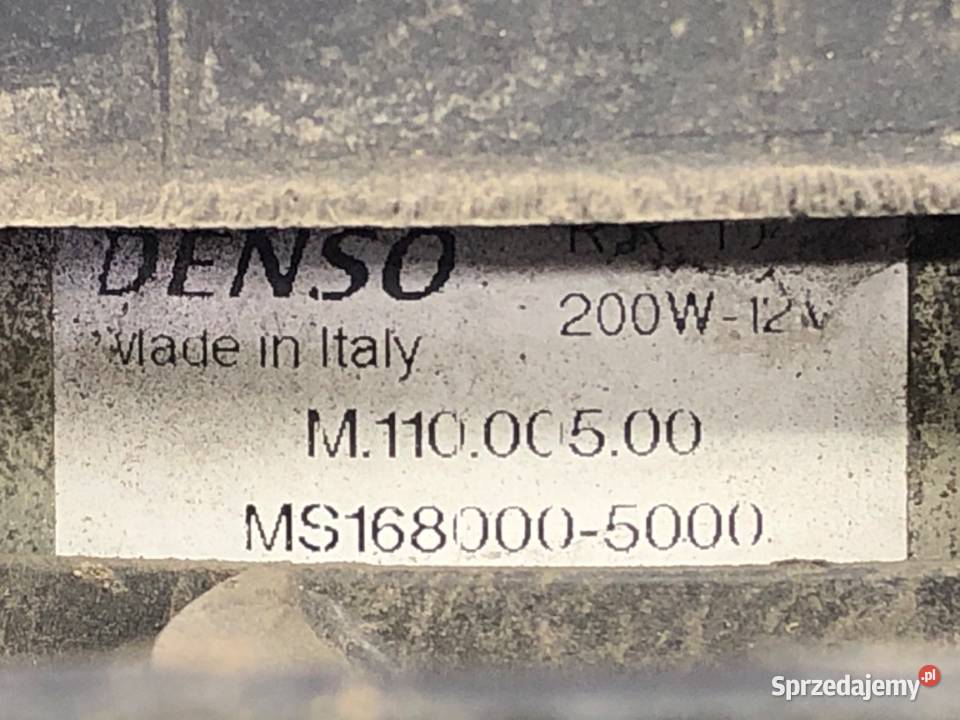 DENSO
200W-12V
Made in Italy
M.110.005.00
MS168000-5000
Sprzedajemy.pl